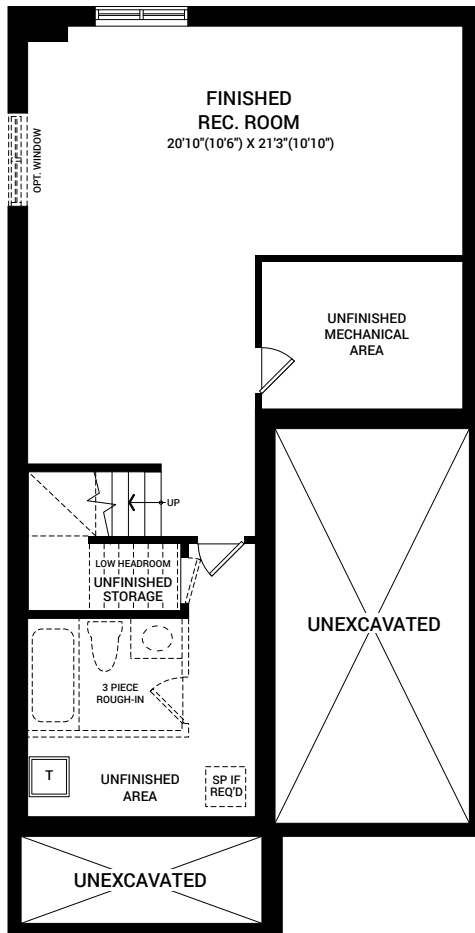 FINISHED
REC. ROOM
20'10"(10'6") X 21'3"(10'10")
OPT. WINDOW
UNFINISHED
MECHANICAL
AREA
UP
LOW HEADROOM
UNFINISHED
STORAGE
UNEXCAVATED
3 PIECE
ROUGH-IN
T
UNFINISHED
AREA
SP IF
REQ'D
UNEXCAVATED